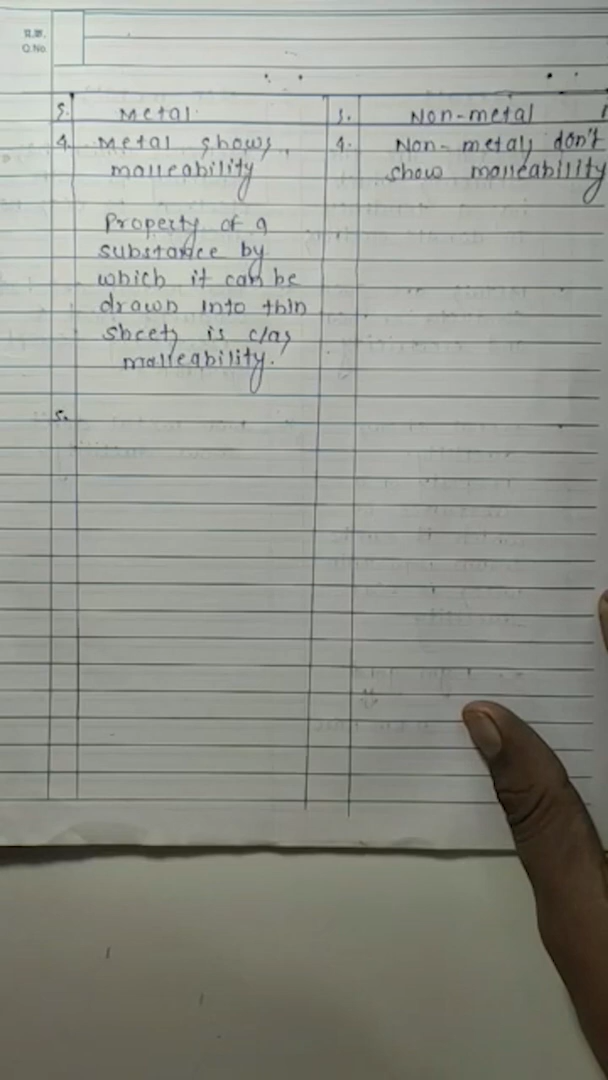 प्र.क्र.
Q.No.
S. Metal S. Non-metal
4. Metal shows 4. Non-metals don't
malleability show malleability
Property of a
substance by
which it can be
drawn into thin
sheets is c/as
malleability.
5.